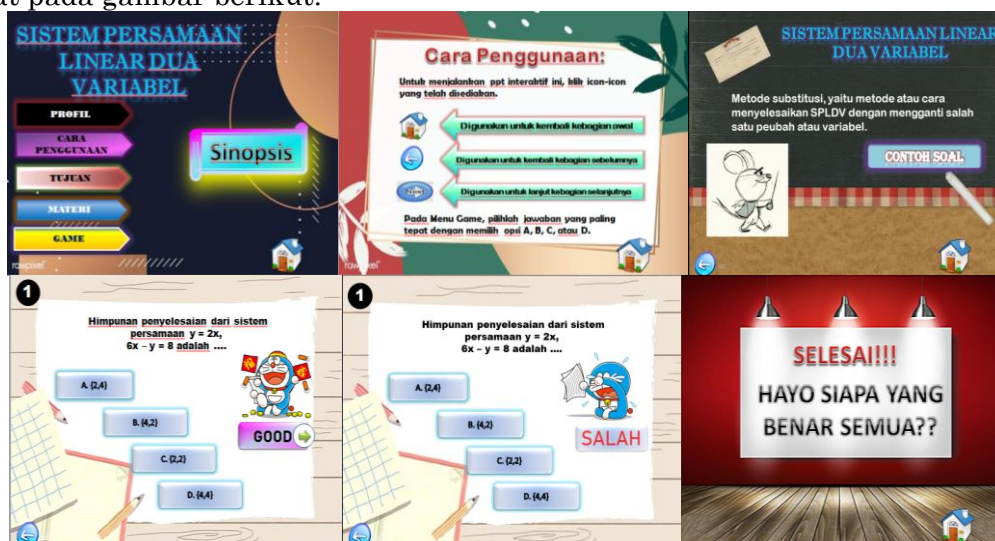 at pada gambar berikut.
SISTEM PERSAMAAN
LINEAR DUA
VARIABEL
PROFIL
CARA
PENGGUNAAN
TUJUAN
MATERI
GAME
Sinopsis
rawpixel
Cara Penggunaan:
Untuk menjalankan ppt interaktif ini, klik icon-icon
yang telah disediakan.
Digunakan untuk kembali kebagian awal
Digunakan untuk kembali kebagian sebelumnya
Digunakan untuk lanjut kebagian selanjutnya
Pada Menu Game, pilihlah jawaban yang paling
tepat dengan memilih opsi A, B, C, atau D.
rawpixel
SISTEM PERSAMAAN LINEAR
DUA VARIABEL
Metode substitusi, yaitu metode atau cara
menyelesaikan SPLDV dengan mengganti salah
satu peubah atau variabel.
CONTOH SOAL
1
Himpunan penyelesaian dari sistem
persamaan y = 2x,
6x – y = 8 adalah ....
A. {2,4}
B. {4,2}
C. {2,2}
D. {4,4}
GOOD
1
Himpunan penyelesaian dari sistem
persamaan y = 2x,
6x – y = 8 adalah ....
A. {2,4}
B. {4,2}
C. {2,2}
D. {4,4}
SALAH
SELESAI!!!
HAYO SIAPA YANG
BENAR SEMUA??